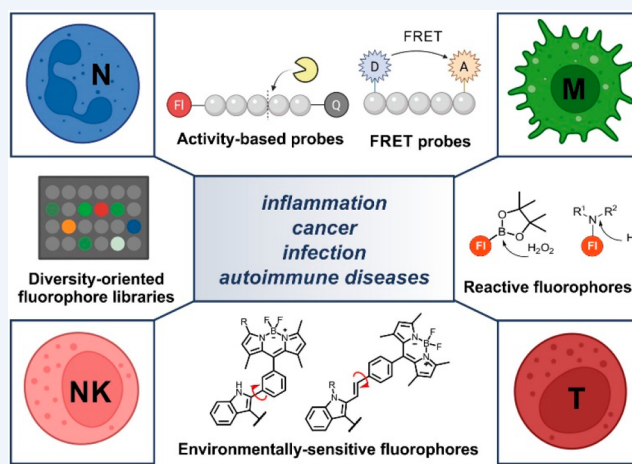 N
FRET
D
A
Fl
Q
Activity-based probes
FRET probes
M
Diversity-oriented
fluorophore libraries
inflammation
cancer
infection
autoimmune diseases
O
O
B
H₂O₂
Fl
R¹
R²
N
H
Fl
Reactive fluorophores
NK
R
F
F
N
B
N
H
N
R
N
F
F
B
N
N
Environmentally-sensitive fluorophores
T